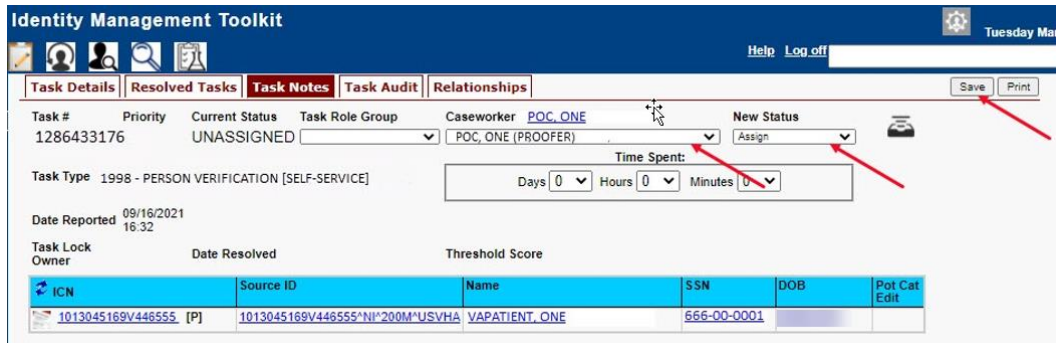 Identity Management Toolkit
Tuesday Mar
Help Log off
Task Details Resolved Tasks Task Notes Task Audit Relationships Save Print
Task # Priority Current Status Task Role Group Caseworker POC, ONE New Status
1286433176 UNASSIGNED POC, ONE (PROOFER) Assign
Time Spent:
Task Type 1998 - PERSON VERIFICATION [SELF-SERVICE] Days 0 Hours 0 Minutes 0
Date Reported 09/16/2021
16:32
Task Lock
Owner Date Resolved Threshold Score
ICN Source ID Name SSN DOB Pot Cat
Edit
1013045169V446555 [P] 1013045169V446555^NI^200M^USVHA VAPATIENT, ONE 666-00-0001